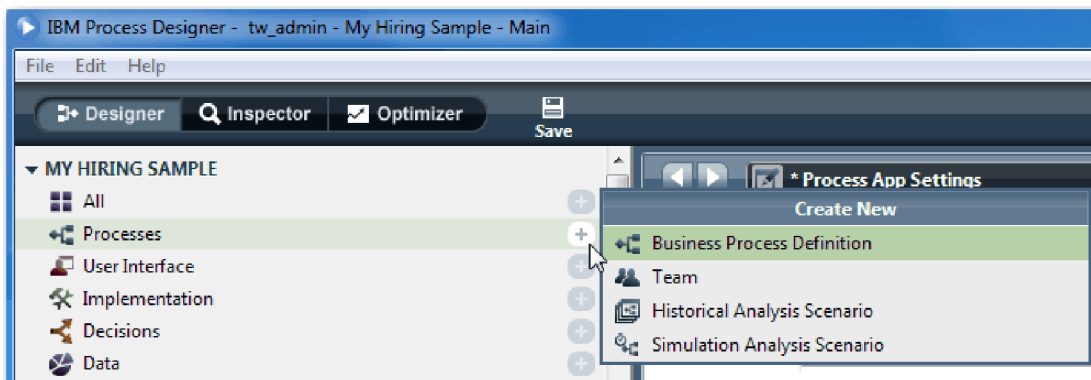 IBM Process Designer - tw_admin - My Hiring Sample - Main
File Edit Help
Designer Inspector Optimizer Save
MY HIRING SAMPLE
* Process App Settings
All
Create New
Processes
Business Process Definition
User Interface
Team
Implementation
Historical Analysis Scenario
Decisions
Simulation Analysis Scenario
Data